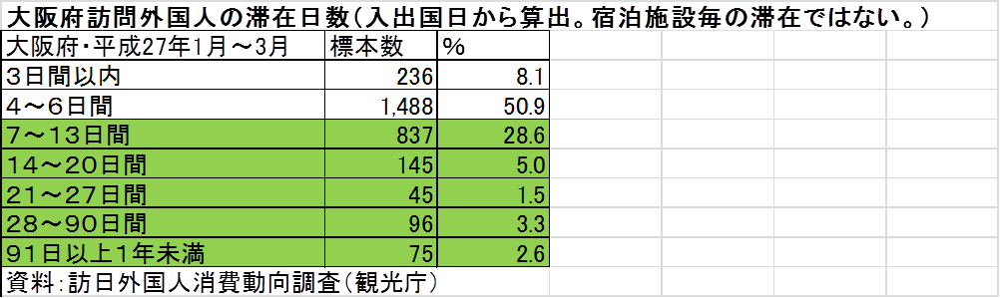 大阪府訪問外国人の滞在日数（入出国日から算出。宿泊施設毎の滞在ではない。）
大阪府・平成27年1月～3月 標本数 %
３日間以内 236 8.1
４～６日間 1,488 50.9
７～１３日間 837 28.6
１４～２０日間 145 5.0
２１～２７日間 45 1.5
２８～９０日間 96 3.3
９１日以上１年未満 75 2.6
資料：訪日外国人消費動向調査（観光庁）